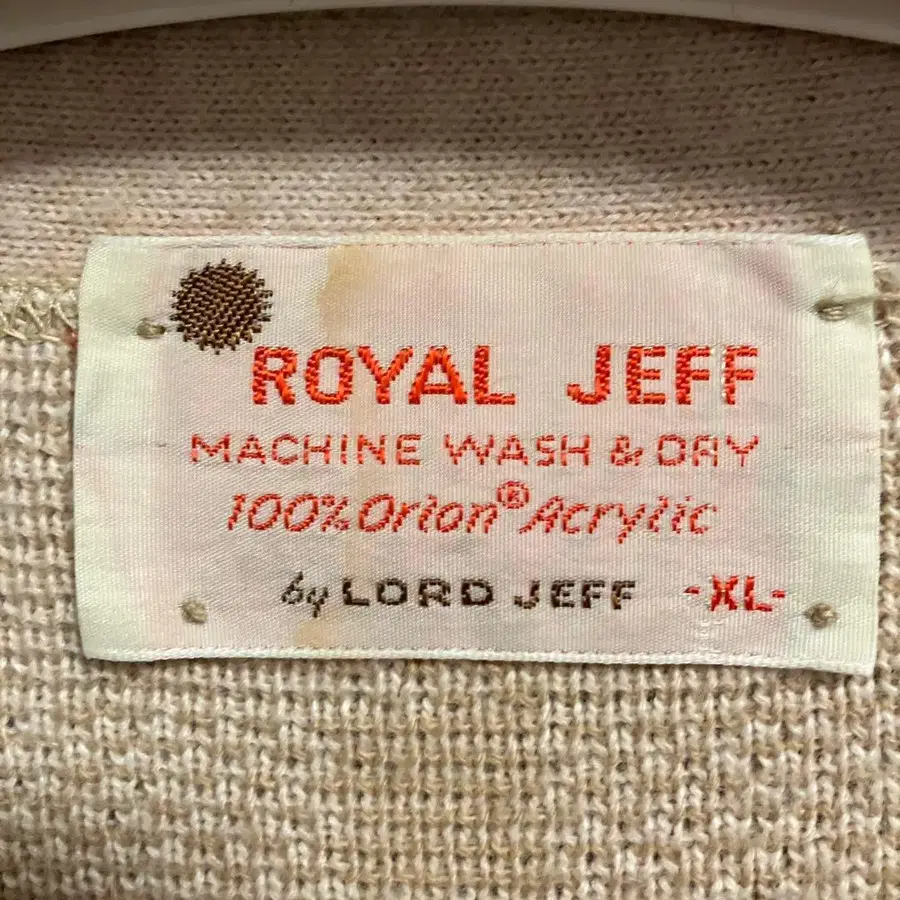 ROYAL JEFF
MACHINE WASH & DRY
100% Orlon® Acrylic
by LORD JEFF -XL-